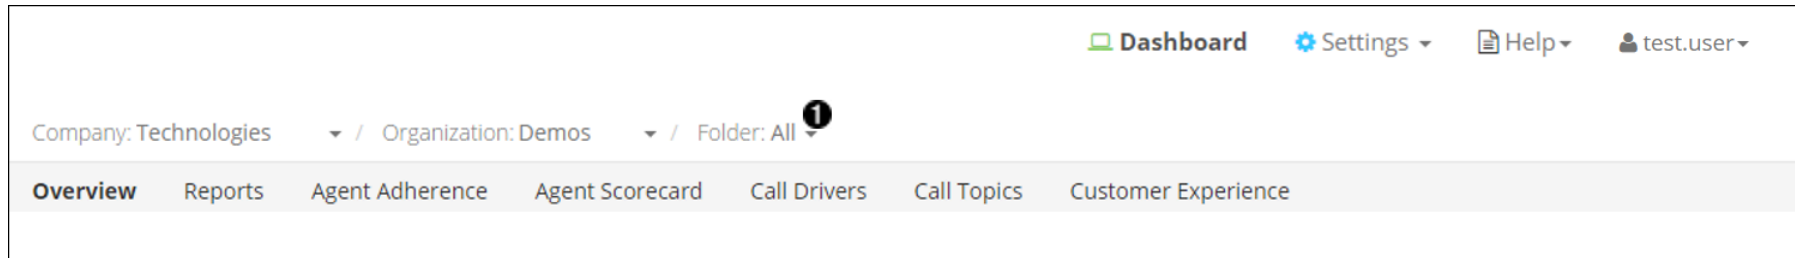 Dashboard Settings Help test.user
1
Company: Technologies / Organization: Demos / Folder: All
Overview Reports Agent Adherence Agent Scorecard Call Drivers Call Topics Customer Experience